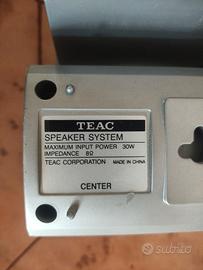 TEAC
SPEAKER SYSTEM
MAXIMUM INPUT POWER 30W
IMPEDANCE 8Ω
TEAC CORPORATION MADE IN CHINA
CENTER
subito